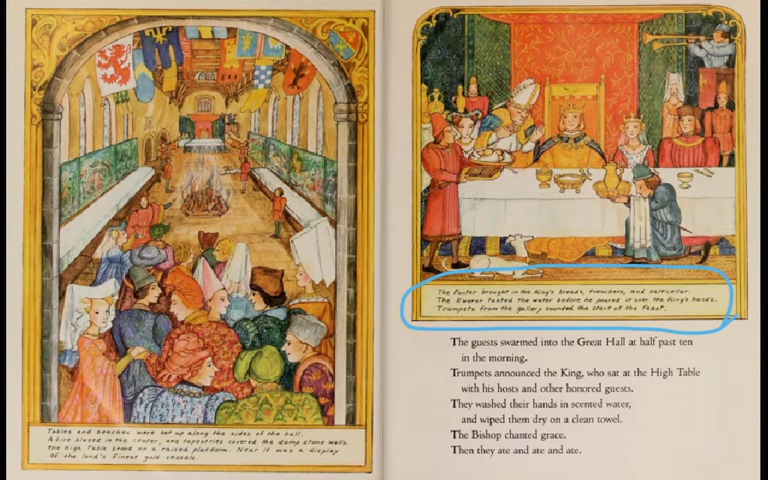 Tables and benches were set up along the sides of the hall.
A fire blazed in the center, and tapestries covered the damp stone walls.
The High Table stood on a raised platform. Near it was a display
of the lord's finest gold vessels.
The Panter brought in the King's breads, trenchers, and saltcellar.
The Ewerer tasted the water before he poured it over the King's hands.
Trumpets from the gallery sounded the start of the feast.
The guests swarmed into the Great Hall at half past ten
in the morning.
Trumpets announced the King, who sat at the High Table
with his hosts and other honored guests.
They washed their hands in scented water,
and wiped them dry on a clean towel.
The Bishop chanted grace.
Then they ate and ate and ate.